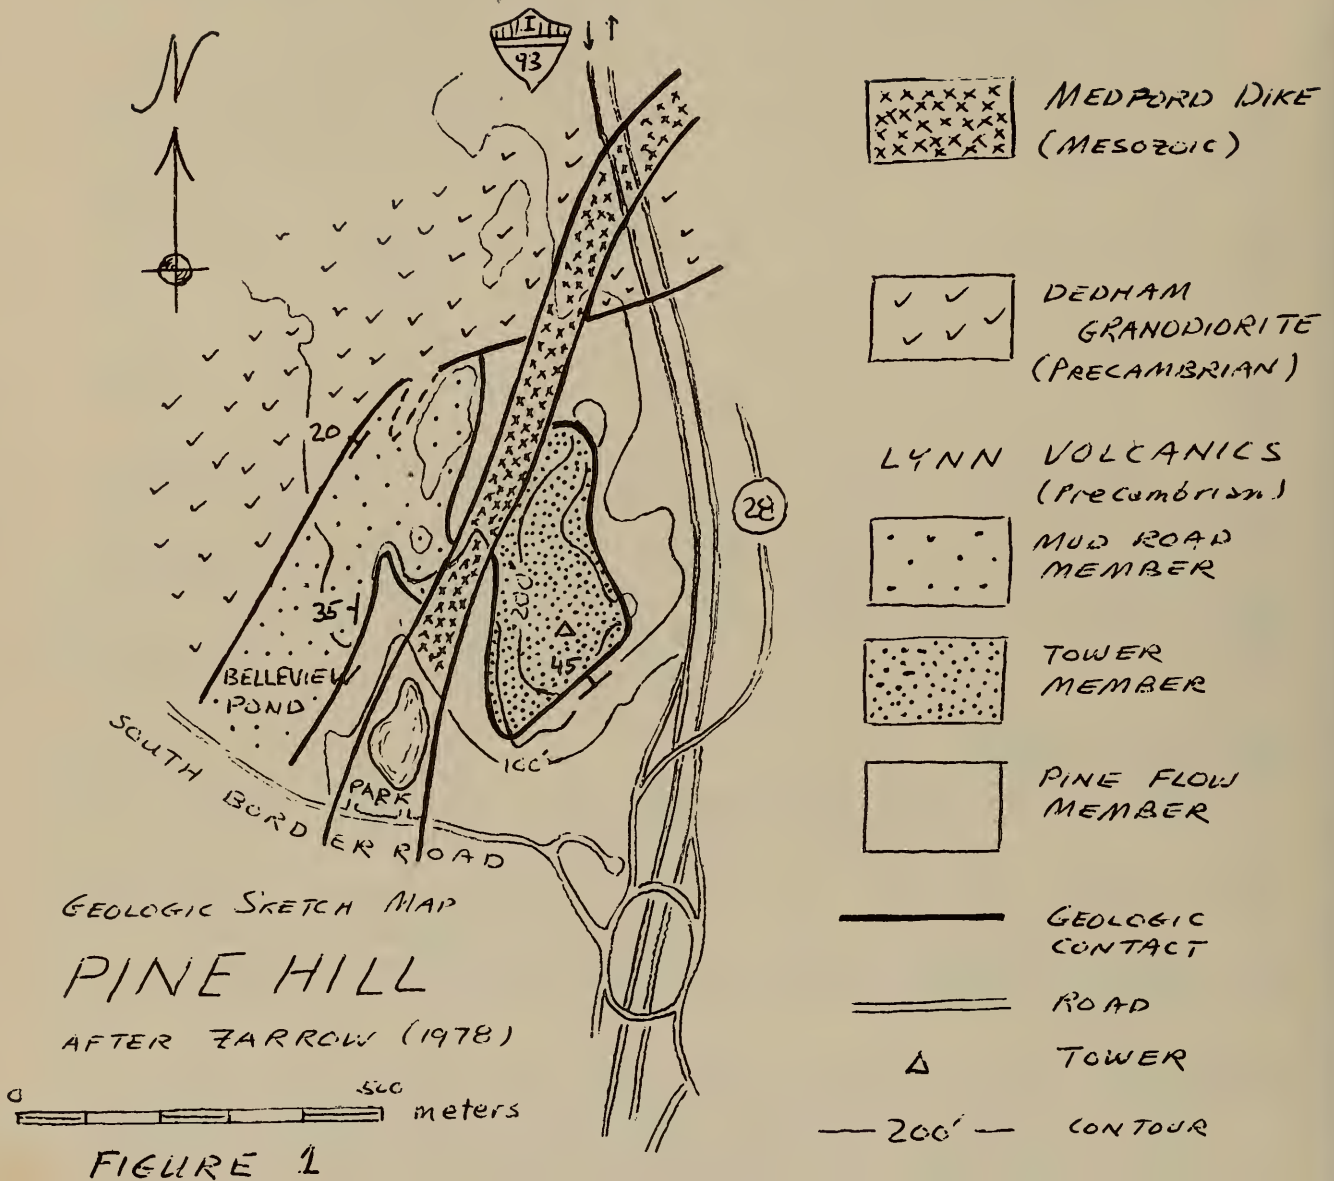 N
I
93
↓ ↑
28
20
35
200
45
100'
BELLEVIEW
POND
PARK
SOUTH BORDER ROAD
GEOLOGIC SKETCH MAP
PINE HILL
AFTER ZARROW (1978)
0 500 meters
FIGURE 1
MEDFORD DIKE
(MESOZOIC)
DEDHAM
GRANODIORITE
(PRECAMBRIAN)
LYNN VOLCANICS
(Precambrian)
MUD ROAD
MEMBER
TOWER
MEMBER
PINE FLOW
MEMBER
GEOLOGIC
CONTACT
ROAD
TOWER
200' CONTOUR